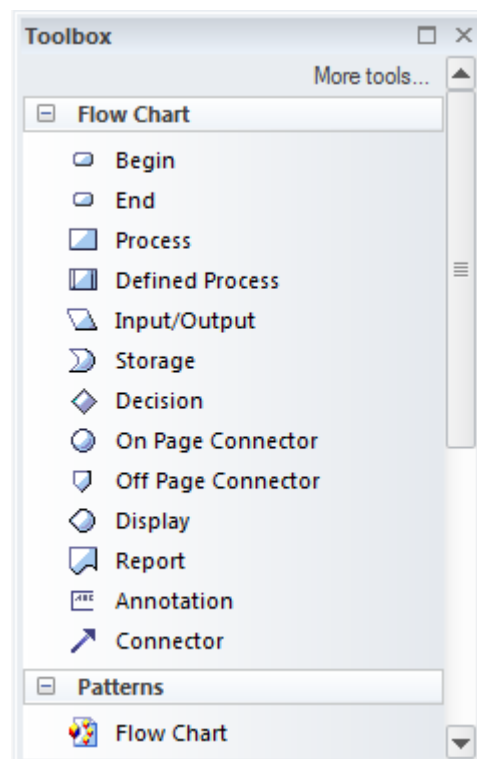 Toolbox
More tools...
Flow Chart
Begin
End
Process
Defined Process
Input/Output
Storage
Decision
On Page Connector
Off Page Connector
Display
Report
ABC
Annotation
Connector
Patterns
Flow Chart